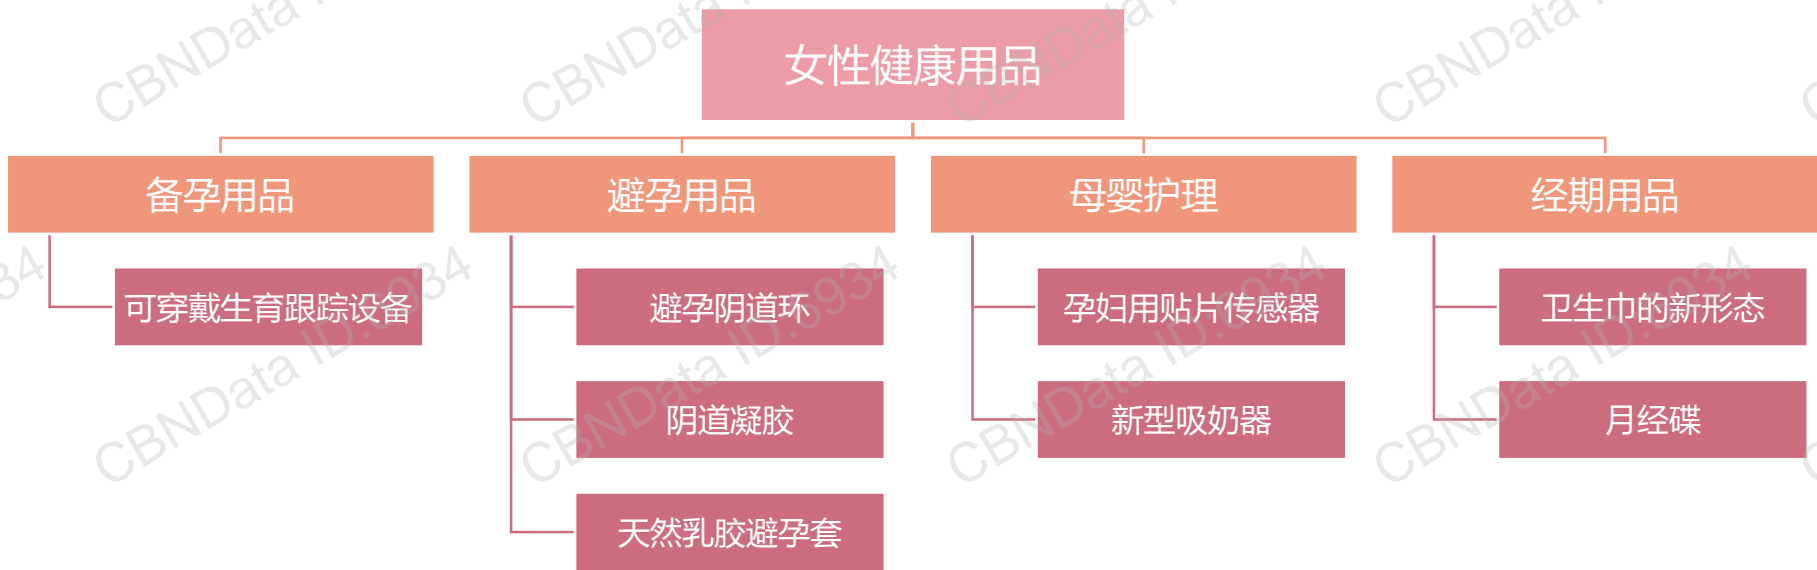 女性健康用品
备孕用品
避孕用品
母婴护理
经期用品
可穿戴生育跟踪设备
避孕阴道环
孕妇用贴片传感器
卫生巾的新形态
阴道凝胶
新型吸奶器
月经碟
天然乳胶避孕套
CBNData ID:6934